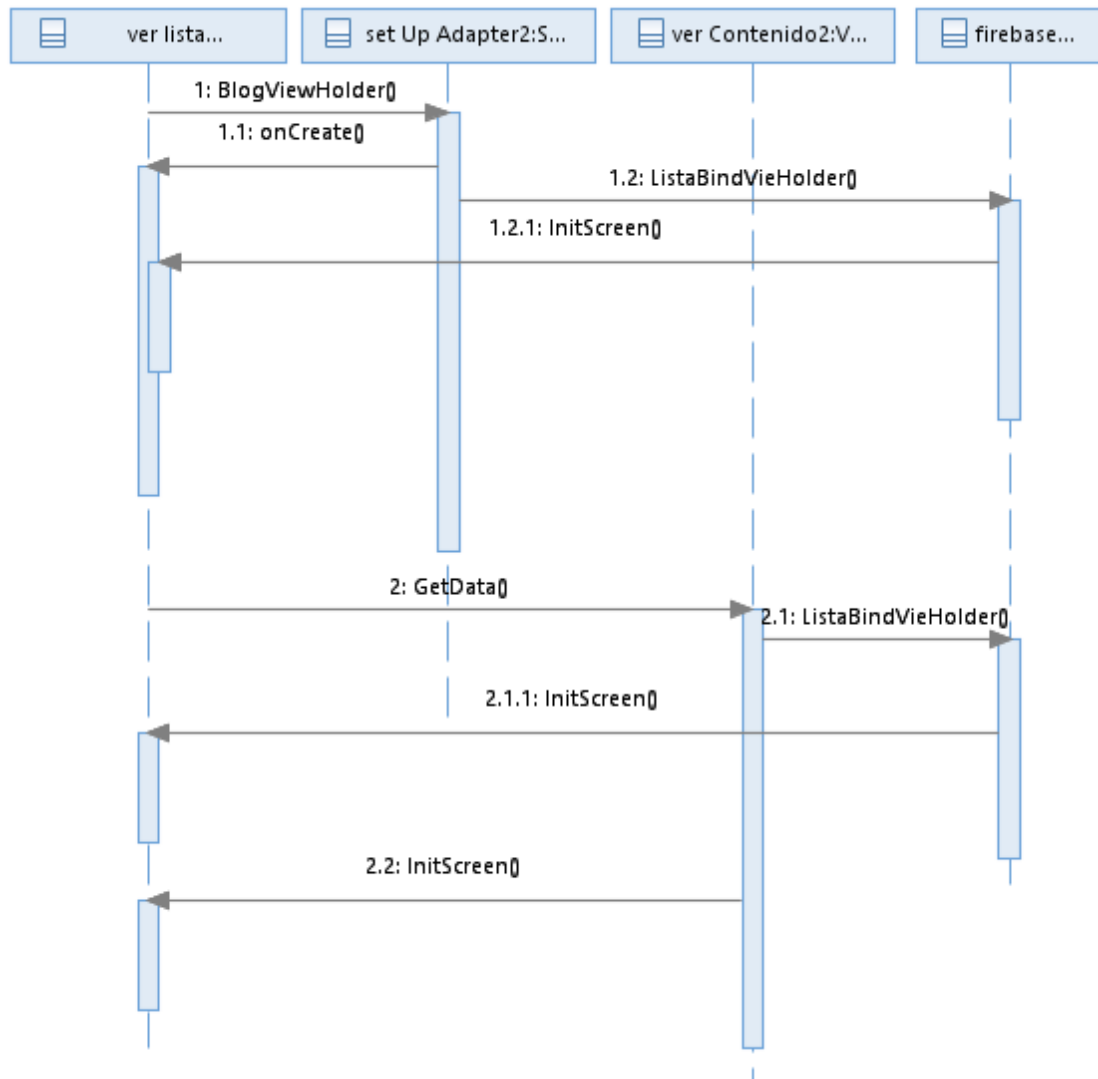 ver lista...
set Up Adapter2:S...
ver Contenido2:V...
firebase...
1: BlogViewHolder()
1.1: onCreate()
1.2: ListaBindVieHolder()
1.2.1: InitScreen()
2: GetData()
2.1: ListaBindVieHolder()
2.1.1: InitScreen()
2.2: InitScreen()